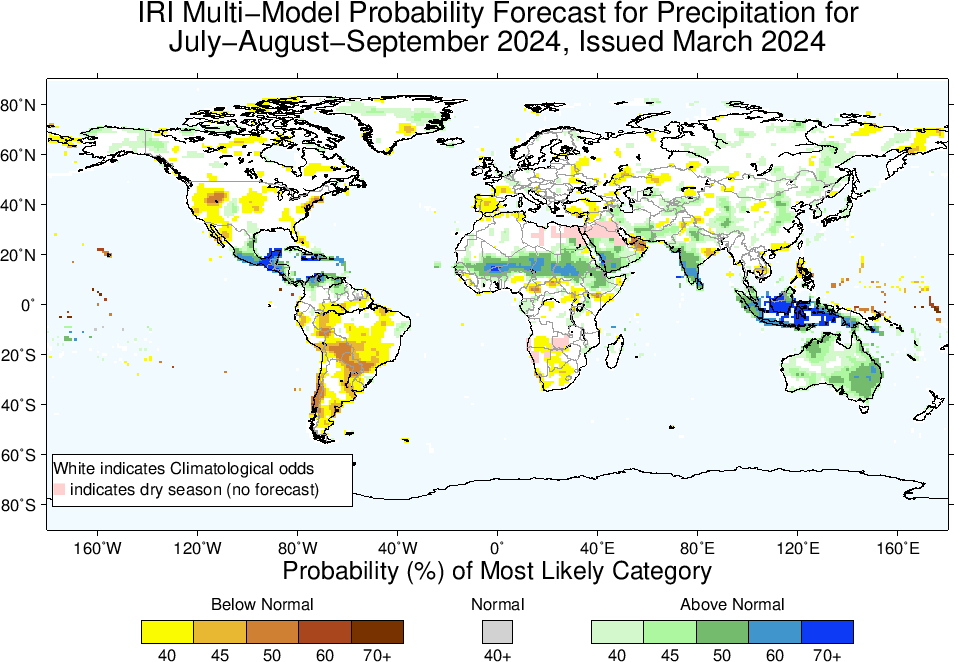 IRI Multi−Model Probability Forecast for Precipitation for
July−August−September 2024, Issued March 2024
80˚N
60˚N
40˚N
20˚N
0˚
20˚S
40˚S
60˚S
80˚S
White indicates Climatological odds
indicates dry season (no forecast)
160˚W 120˚W 80˚W 40˚W 0˚ 40˚E 80˚E 120˚E 160˚E
Probability (%) of Most Likely Category
Below Normal Normal Above Normal
40 45 50 60 70+ 40+ 40 45 50 60 70+